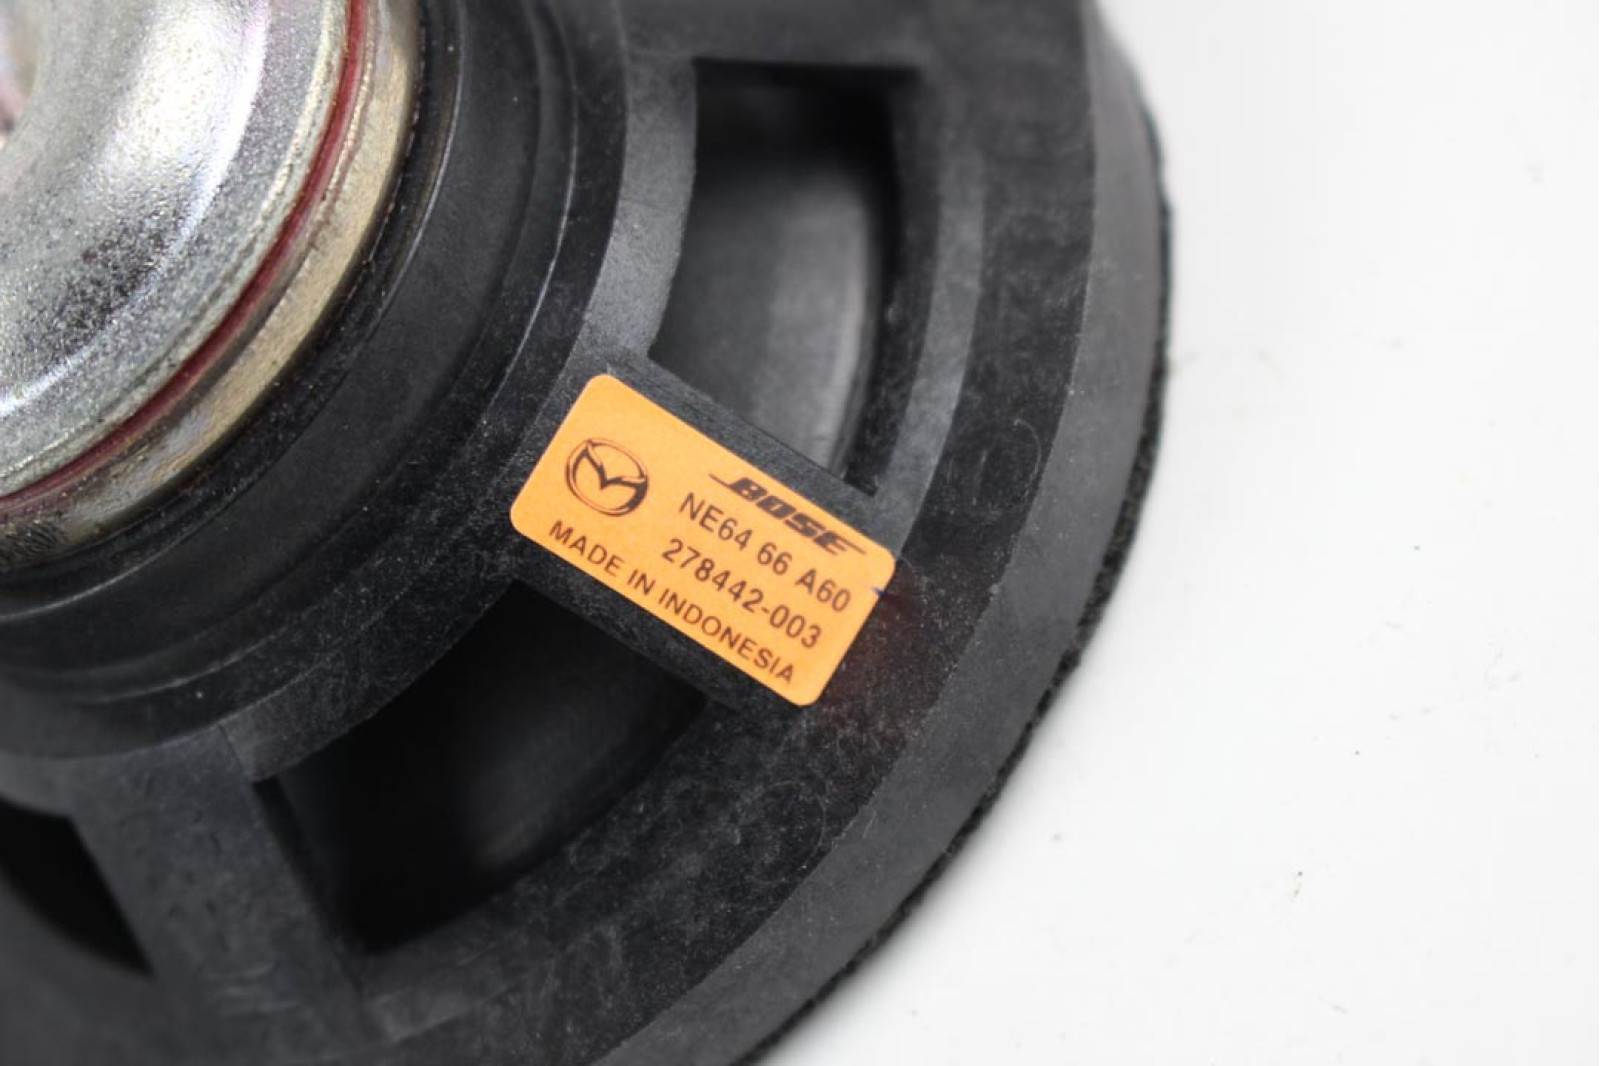 BOSE
NE64 66 A60
278442-003
MADE IN INDONESIA